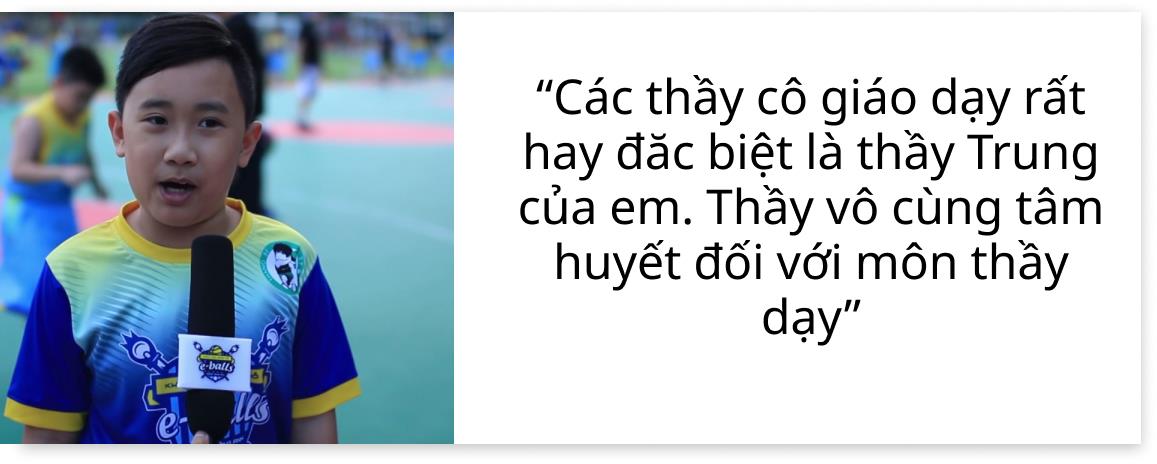 “Các thầy cô giáo dạy rất
hay đăc biệt là thầy Trung
của em. Thầy vô cùng tâm
huyết đối với môn thầy
dạy”
e-balls